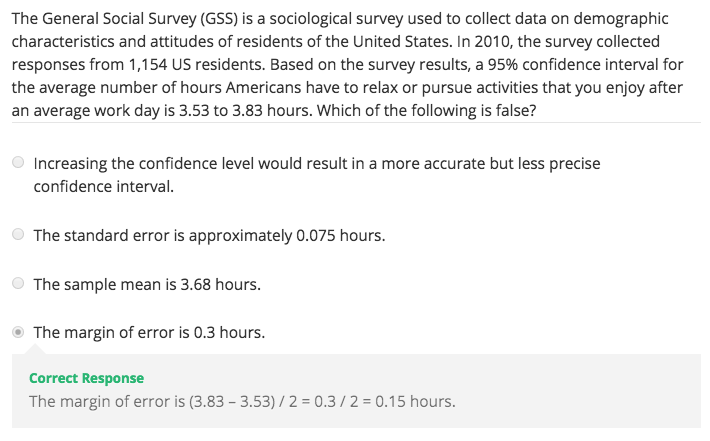 The General Social Survey (GSS) is a sociological survey used to collect data on demographic
characteristics and attitudes of residents of the United States. In 2010, the survey collected
responses from 1,154 US residents. Based on the survey results, a 95% confidence interval for
the average number of hours Americans have to relax or pursue activities that you enjoy after
an average work day is 3.53 to 3.83 hours. Which of the following is false?
Increasing the confidence level would result in a more accurate but less precise
confidence interval.
The standard error is approximately 0.075 hours.
The sample mean is 3.68 hours.
The margin of error is 0.3 hours.
Correct Response
The margin of error is (3.83 – 3.53) / 2 = 0.3 / 2 = 0.15 hours.